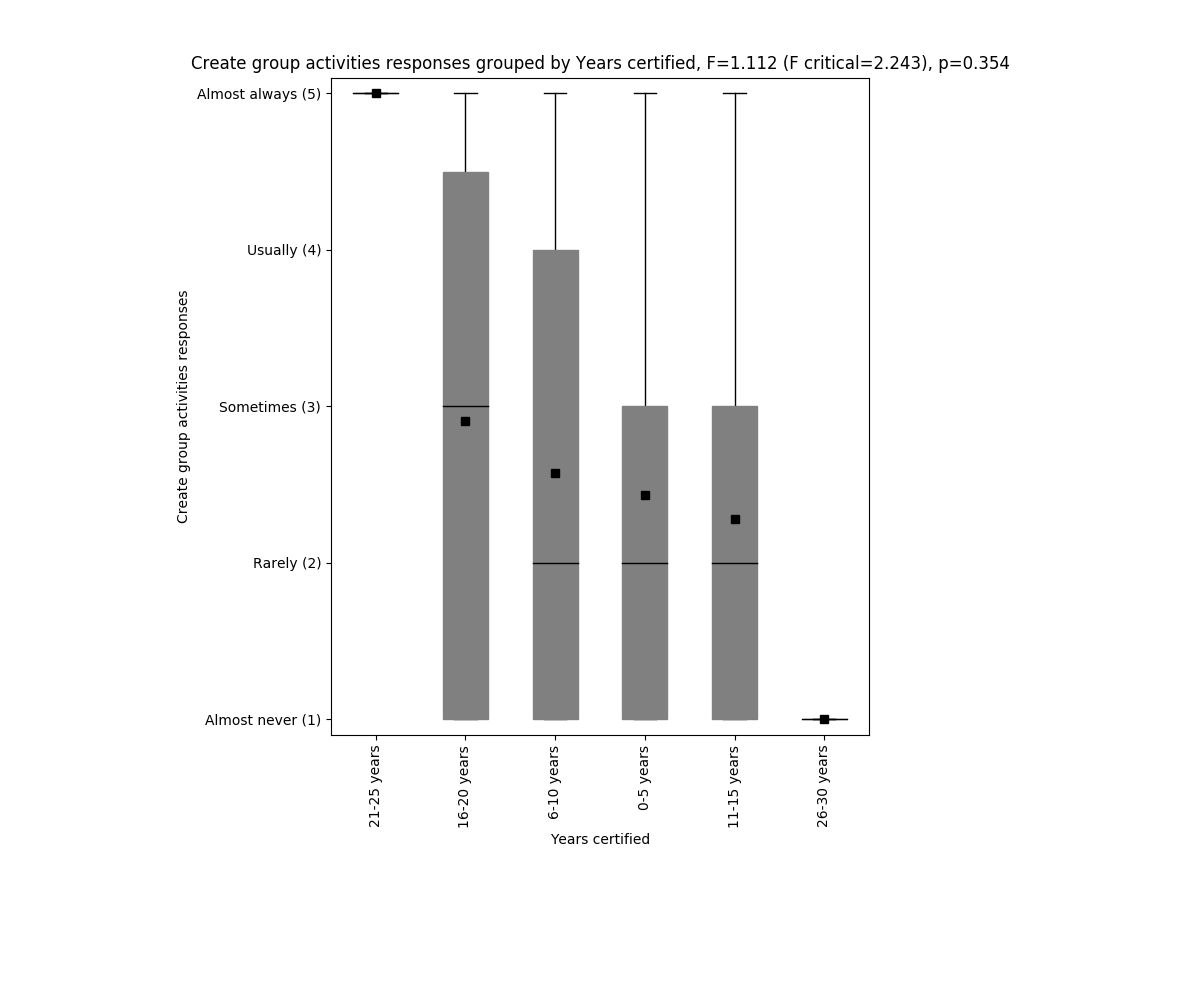 Create group activities responses grouped by Years certified, F=1.112 (F critical=2.243), p=0.354
Almost always (5)
Usually (4)
Sometimes (3)
Rarely (2)
Almost never (1)
Create group activities responses
21-25 years
16-20 years
6-10 years
0-5 years
11-15 years
26-30 years
Years certified